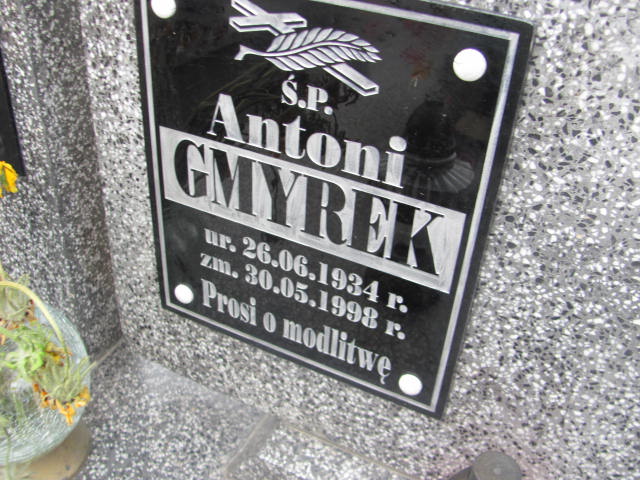 Ś.P.
Antoni
GMYREK
ur. 26.06.1934 r.
zm. 30.05.1998 r.
Prosi o modlitwę